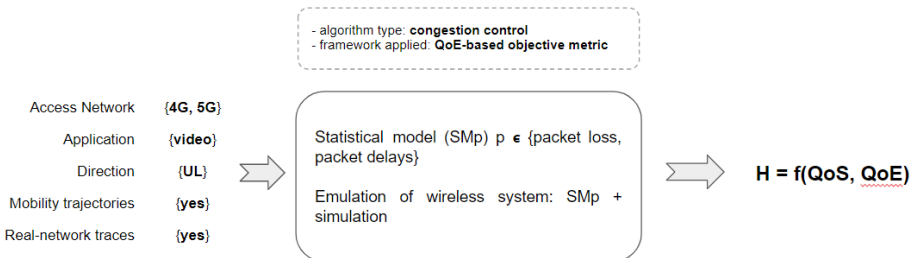 - algorithm type: congestion control
- framework applied: QoE-based objective metric
Access Network {4G, 5G}
Application {video}
Direction {UL}
Mobility trajectories {yes}
Real-network traces {yes}
Statistical model (SMp) p ϵ {packet loss,
packet delays}
Emulation of wireless system: SMp +
simulation
H = f(QoS, QoE)